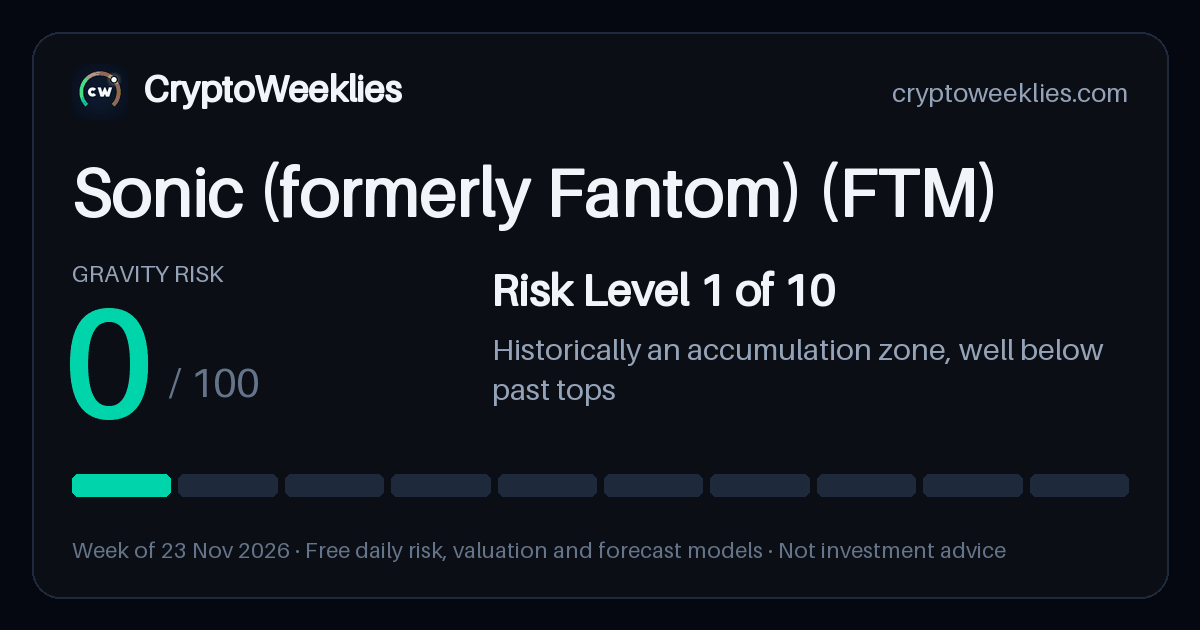 CW
CryptoWeeklies
cryptoweeklies.com
Sonic (formerly Fantom) (FTM)
GRAVITY RISK
0 / 100
Risk Level 1 of 10
Historically an accumulation zone, well below
past tops
Week of 23 Nov 2026 · Free daily risk, valuation and forecast models · Not investment advice